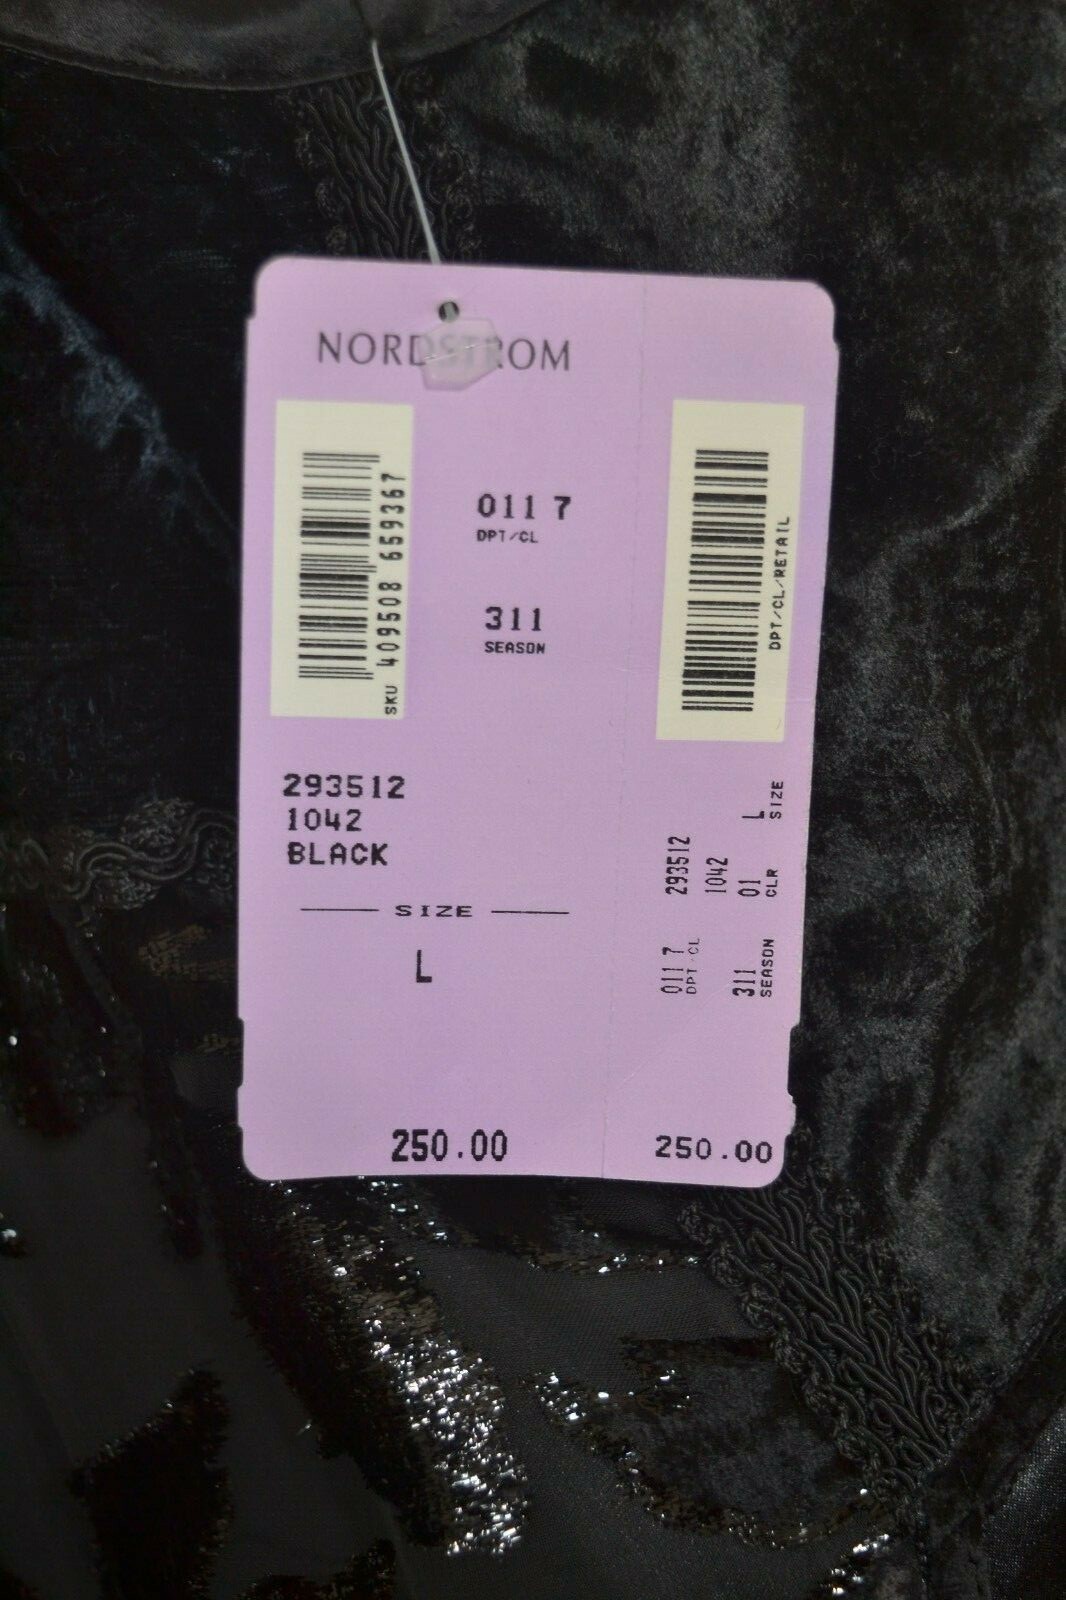 NORDSTROM
SKU 409508 659367
011 7
DPT/CL
311
SEASON
DPT/CL/RETAIL
293512
1042
BLACK
SIZE
L
250.00
293512
1042
01
CLR
L
SIZE
011 7
DPT CL
311
SEASON
250.00